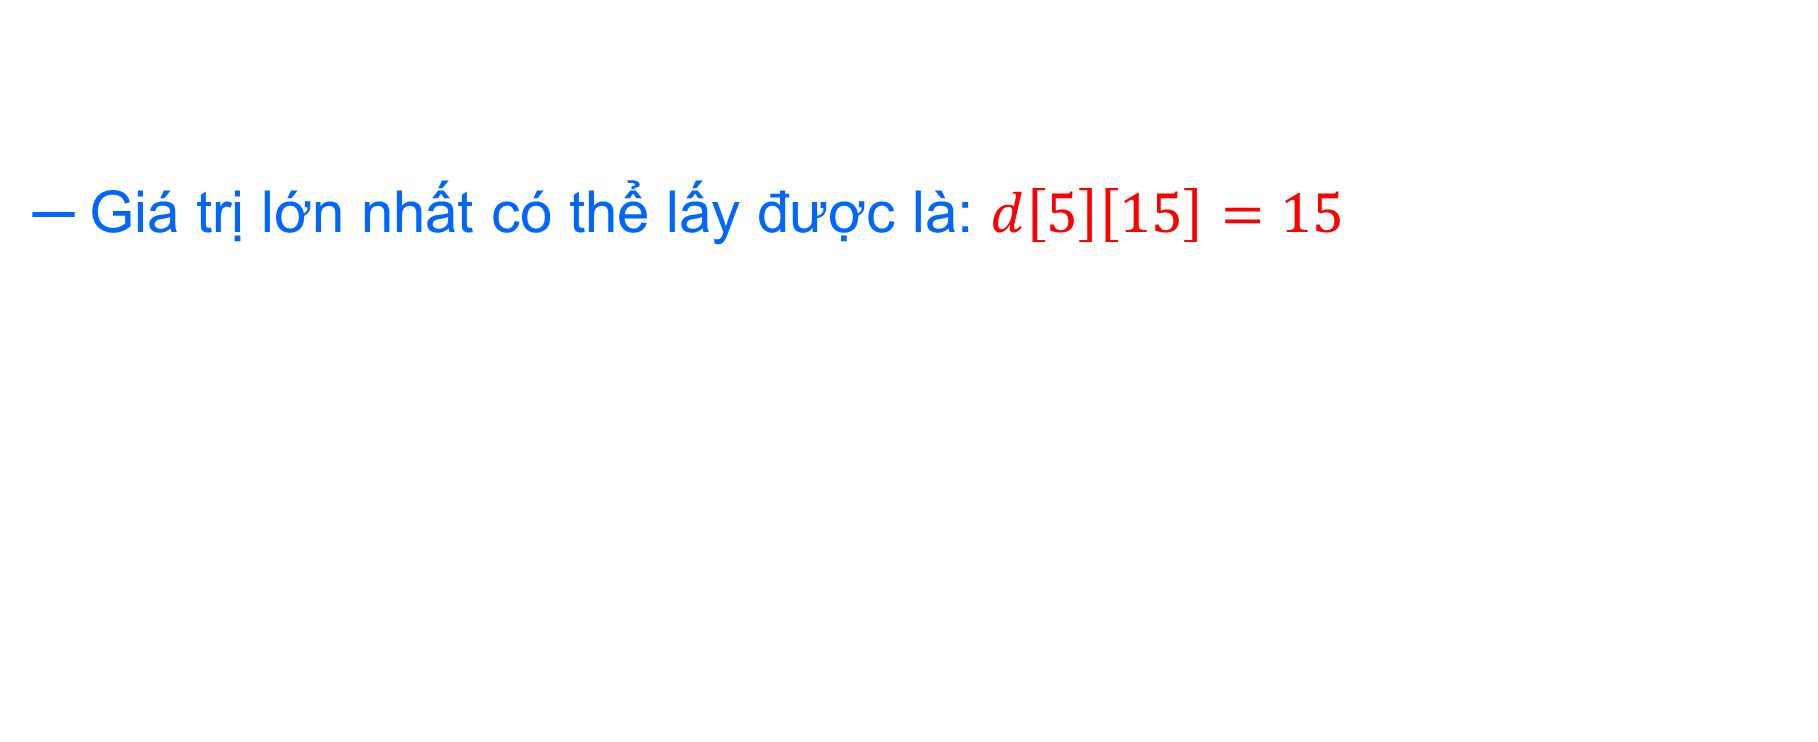 — Giá trị lớn nhất có thể lấy được là: d[5][15] = 15